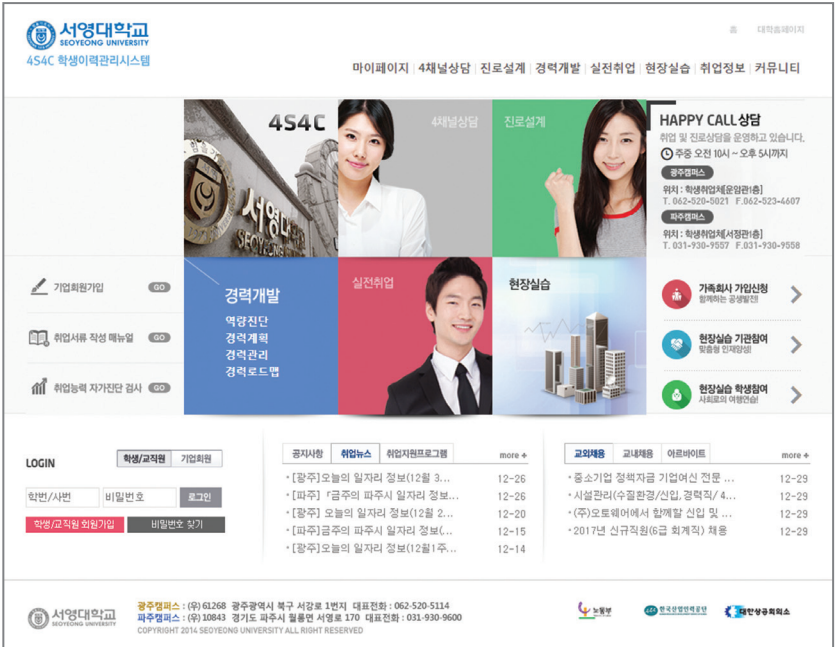 서영대학교
SEOYEONG UNIVERSITY
4S4C 학생이력관리시스템
홈 대학홈페이지
마이페이지 | 4채널상담 | 진로설계 | 경력개발 | 실전취업 | 현장실습 | 취업정보 | 커뮤니티
4S4C
서영대
SEOYEONG
4채널상담
진로설계
HAPPY CALL 상담
취업 및 진로상담을 운영하고 있습니다.
주중 오전 10시 ~ 오후 5시까지
광주캠퍼스
위치 : 학생취업처[운암관1층]
T. 062-520-5021 F.062-523-4607
파주캠퍼스
위치 : 학생취업처[서정관1층]
T. 031-930-9557 F.031-930-9558
기업회원가입 GO
취업서류 작성 매뉴얼 GO
취업능력 자가진단 검사 GO
경력개발
역량진단
경력계획
경력관리
경력로드맵
실전취업
현장실습
가족회사 가입신청
함께하는 공생발전!
현장실습 기관참여
맞춤형 인재양성!
현장실습 학생참여
사회로의 여행연습!
LOGIN
학생/교직원 기업회원
학번/사번 비밀번호 로그인
학생/교직원 회원가입 비밀번호 찾기
공지사항 취업뉴스 취업지원프로그램 more +
[광주]오늘의 일자리 정보(12월 3... 12-26
[파주] 「금주의 파주시 일자리 정보... 12-26
[광주] 오늘의 일자리 정보(12월 2... 12-20
[파주]금주의 파주시 일자리 정보(... 12-15
[광주]오늘의 일자리 정보(12월1주... 12-14
교외채용 교내채용 아르바이트 more +
중소기업 정책자금 기업여신 전문 ... 12-29
시설관리(수질환경/신입,경력직/ 4... 12-29
(주)오토웨어에서 함께할 신입 및 ... 12-29
2017년 신규직원(6급 회계직) 채용 12-29
서영대학교
SEOYEONG UNIVERSITY
광주캠퍼스 : (우) 61268 광주광역시 북구 서강로 1번지 대표전화 : 062-520-5114
파주캠퍼스 : (우) 10843 경기도 파주시 월롱면 서영로 170 대표전화 : 031-930-9600
COPYRIGHT 2014 SEOYEONG UNIVERSITY ALL RIGHT RESERVED
노동부
한국산업인력공단
대한상공회의소